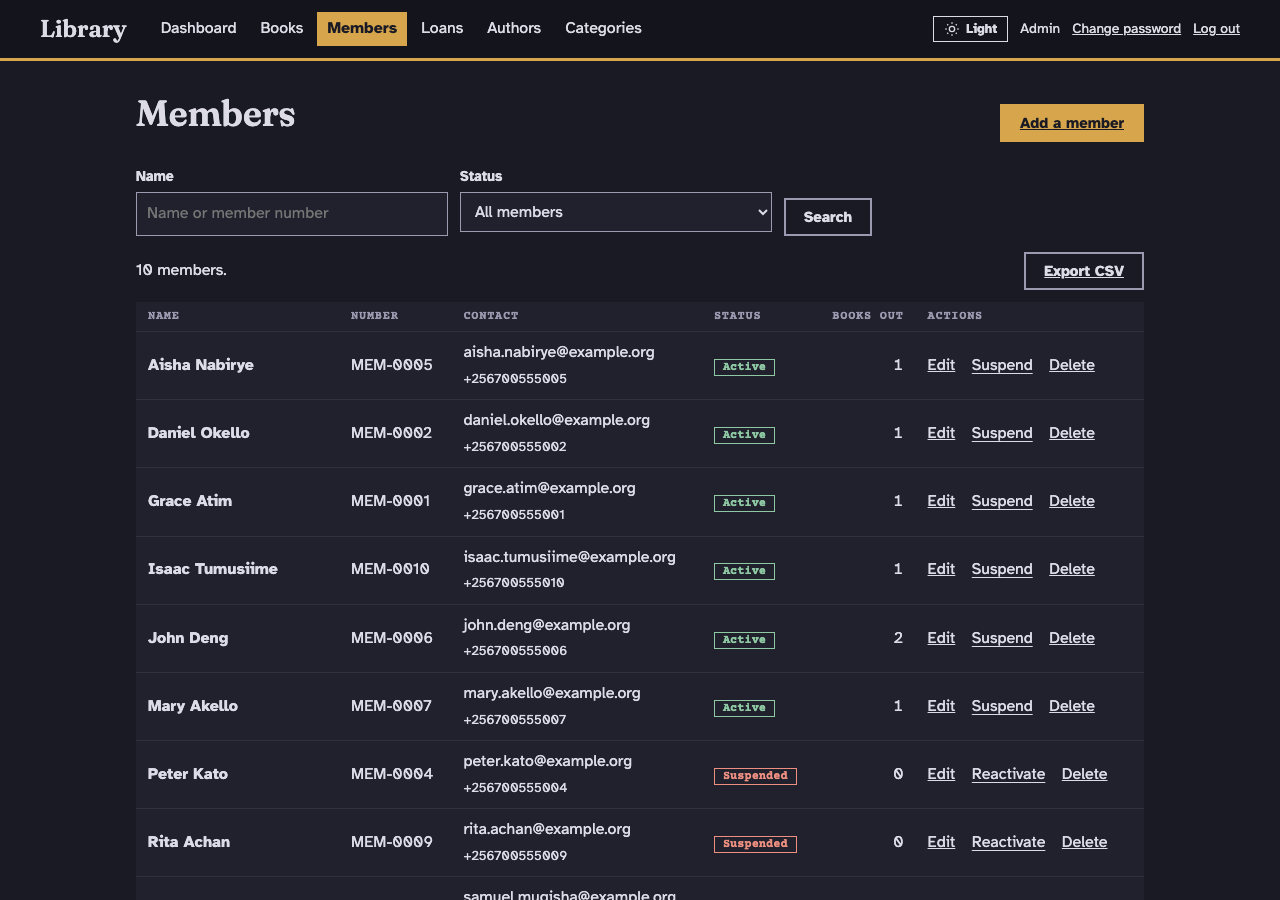 Library Dashboard Books Members Loans Authors Categories Light Admin Change password Log out
Members
Add a member
Name Status
Name or member number All members Search
10 members. Export CSV
NAME NUMBER CONTACT STATUS BOOKS OUT ACTIONS
Aisha Nabirye MEM-0005 aisha.nabirye@example.org +256700555005 Active 1 Edit Suspend Delete
Daniel Okello MEM-0002 daniel.okello@example.org +256700555002 Active 1 Edit Suspend Delete
Grace Atim MEM-0001 grace.atim@example.org +256700555001 Active 1 Edit Suspend Delete
Isaac Tumusiime MEM-0010 isaac.tumusiime@example.org +256700555010 Active 1 Edit Suspend Delete
John Deng MEM-0006 john.deng@example.org +256700555006 Active 2 Edit Suspend Delete
Mary Akello MEM-0007 mary.akello@example.org +256700555007 Active 1 Edit Suspend Delete
Peter Kato MEM-0004 peter.kato@example.org +256700555004 Suspended 0 Edit Reactivate Delete
Rita Achan MEM-0009 rita.achan@example.org +256700555009 Suspended 0 Edit Reactivate Delete
samuel.mugisha@example.org